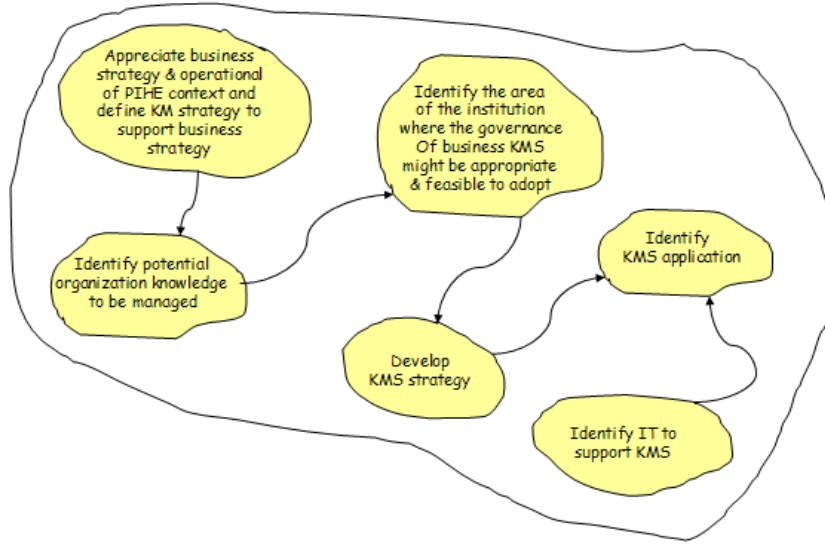 Appreciate business
strategy & operational
of PIHE context and
define KM strategy to
support business
strategy
Identify the area
of the institution
where the governance
Of business KMS
might be appropriate
& feasible to adopt
Identify potential
organization knowledge
to be managed
Identify
KMS application
Develop
KMS strategy
Identify IT to
support KMS